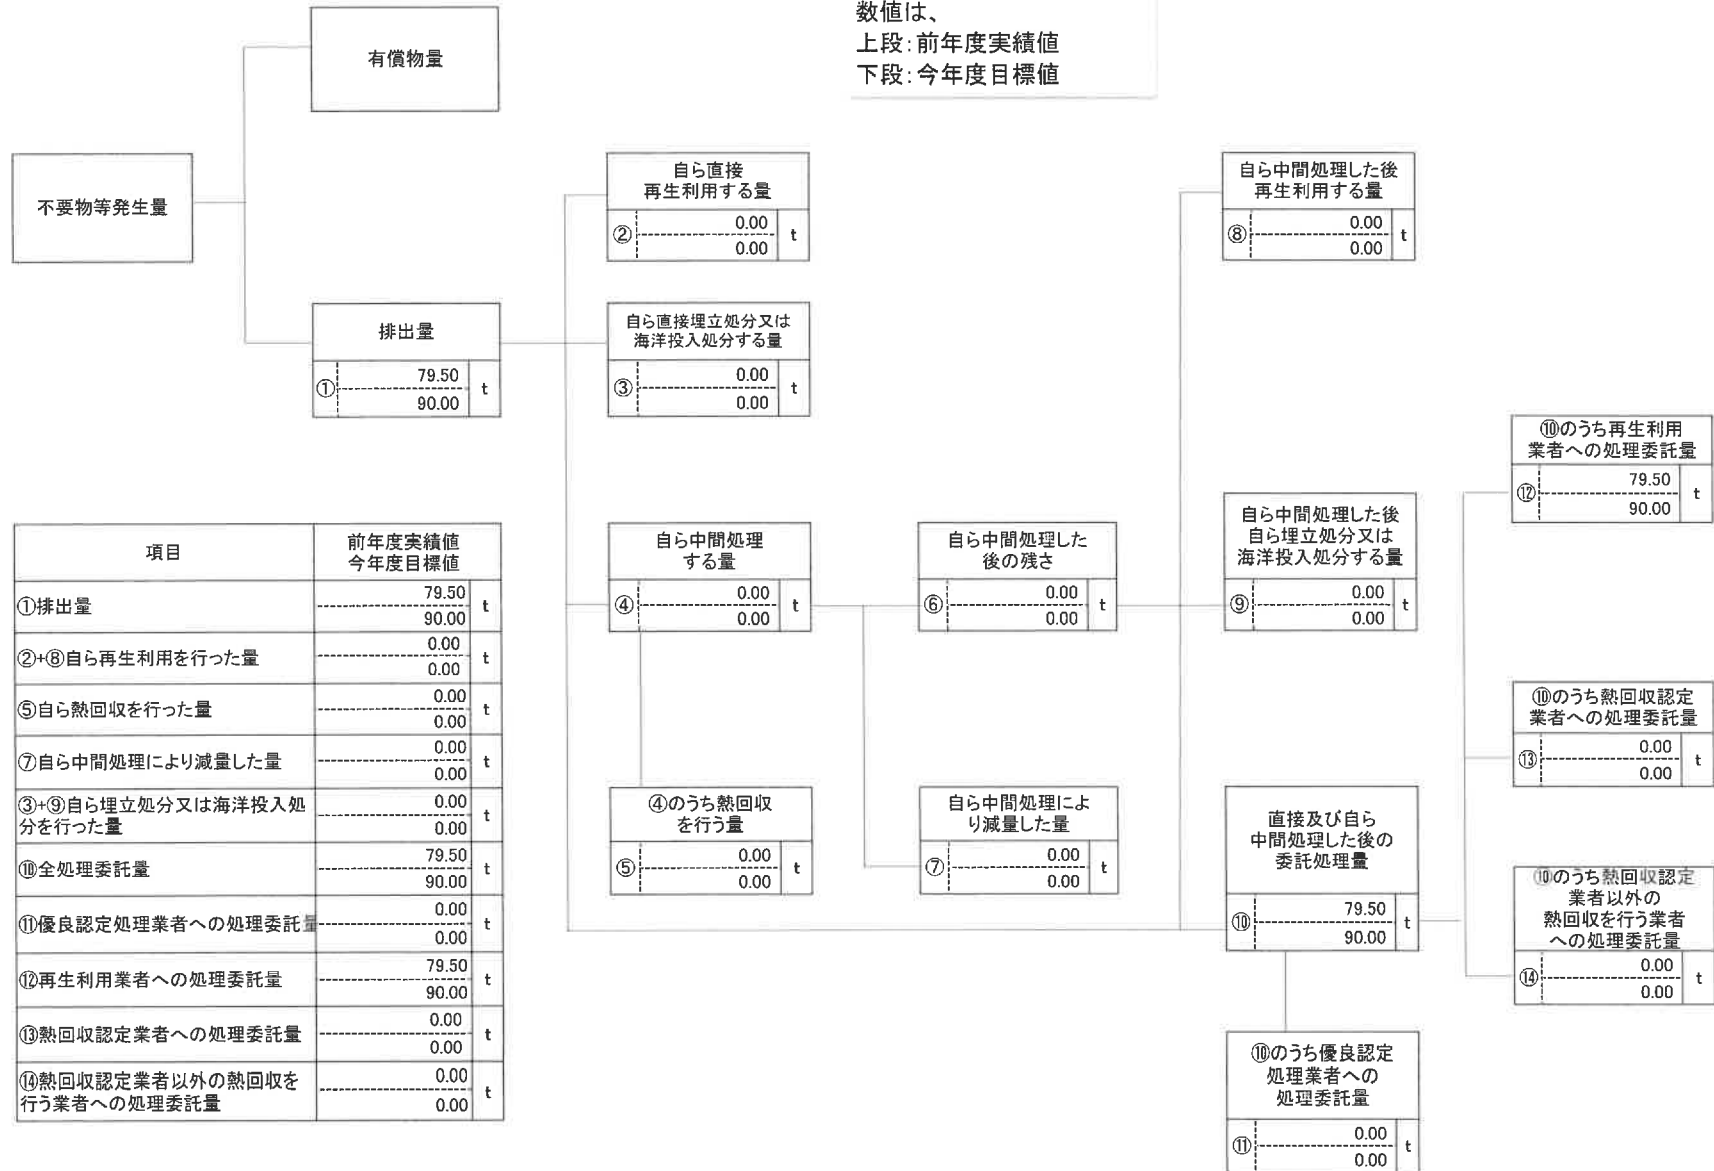 数値は、
上段:前年度実績値
下段:今年度目標値
有償物量
不要物等発生量
排出量
①
79.50
90.00
t
自ら直接
再生利用する量
②
0.00
0.00
t
自ら直接埋立処分又は
海洋投入処分する量
③
0.00
0.00
t
自ら中間処理
する量
④
0.00
0.00
t
④のうち熱回収
を行う量
⑤
0.00
0.00
t
自ら中間処理した
後の残さ
⑥
0.00
0.00
t
自ら中間処理によ
り減量した量
⑦
0.00
0.00
t
自ら中間処理した後
再生利用する量
⑧
0.00
0.00
t
自ら中間処理した後
自ら埋立処分又は
海洋投入処分する量
⑨
0.00
0.00
t
直接及び自ら
中間処理した後の
委託処理量
⑩
79.50
90.00
t
⑩のうち優良認定
処理業者への
処理委託量
⑪
0.00
0.00
t
⑩のうち再生利用
業者への処理委託量
⑫
79.50
90.00
t
⑩のうち熱回収認定
業者への処理委託量
⑬
0.00
0.00
t
⑩のうち熱回収認定
業者以外の
熱回収を行う業者
への処理委託量
⑭
0.00
0.00
t
項目
前年度実績値
今年度目標値
①排出量
79.50
90.00
t
②+⑧自ら再生利用を行った量
0.00
0.00
t
⑤自ら熱回収を行った量
0.00
0.00
t
⑦自ら中間処理により減量した量
0.00
0.00
t
③+⑨自ら埋立処分又は海洋投入処
分を行った量
0.00
0.00
t
⑩全処理委託量
79.50
90.00
t
⑪優良認定処理業者への処理委託量
0.00
0.00
t
⑫再生利用業者への処理委託量
79.50
90.00
t
⑬熱回収認定業者への処理委託量
0.00
0.00
t
⑭熱回収認定業者以外の熱回収を
行う業者への処理委託量
0.00
0.00
t